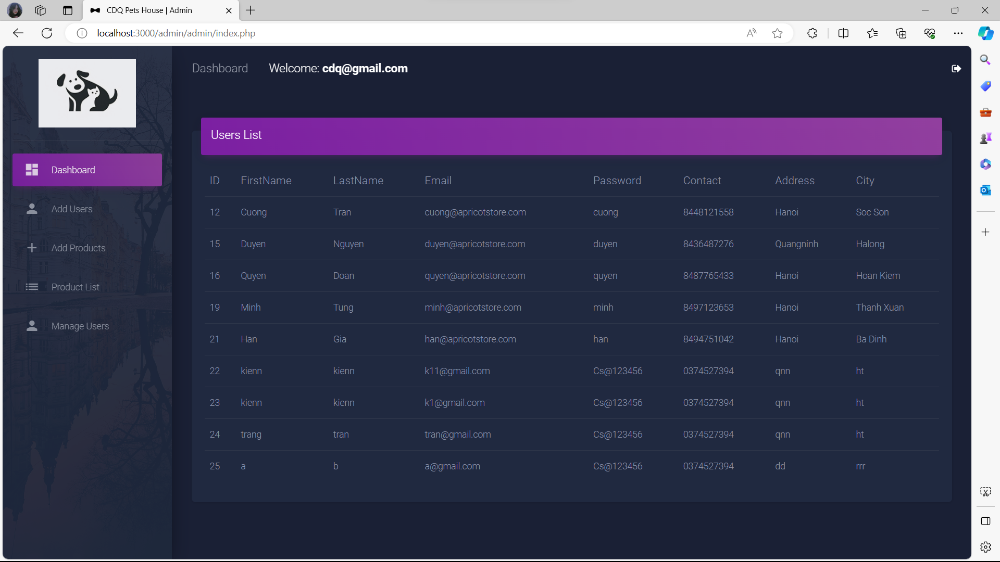 CDQ Pets House | Admin
localhost:3000/admin/admin/index.php
Dashboard Welcome: cdq@gmail.com
Users List
Dashboard
Add Users
Add Products
Product List
Manage Users
ID FirstName LastName Email Password Contact Address City
12 Cuong Tran cuong@apricotstore.com cuong 8448121558 Hanoi Soc Son
15 Duyen Nguyen duyen@apricotstore.com duyen 8436487276 Quangninh Halong
16 Quyen Doan quyen@apricotstore.com quyen 8487765433 Hanoi Hoan Kiem
19 Minh Tung minh@apricotstore.com minh 8497123653 Hanoi Thanh Xuan
21 Han Gia han@apricotstore.com han 8494751042 Hanoi Ba Dinh
22 kienn kienn k11@gmail.com Cs@123456 0374527394 qnn ht
23 kienn kienn k1@gmail.com Cs@123456 0374527394 qnn ht
24 trang tran tran@gmail.com Cs@123456 0374527394 qnn ht
25 a b a@gmail.com Cs@123456 0374527394 dd rrr